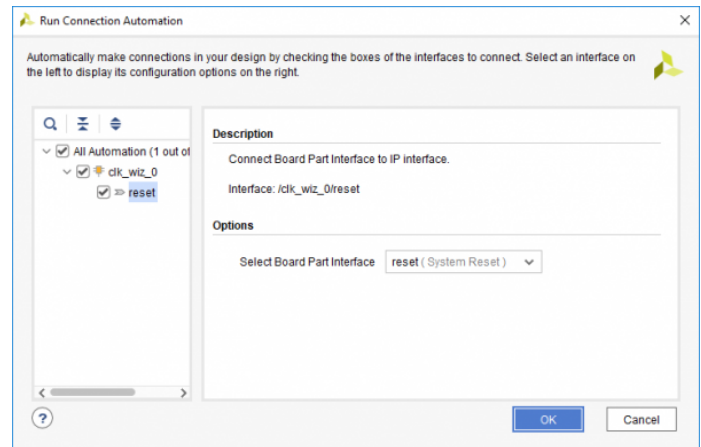 Run Connection Automation
Automatically make connections in your design by checking the boxes of the interfaces to connect. Select an interface on
the left to display its configuration options on the right.
All Automation (1 out of
clk_wiz_0
reset
Description
Connect Board Part Interface to IP interface.
Interface: /clk_wiz_0/reset
Options
Select Board Part Interface reset ( System Reset )
?
OK Cancel